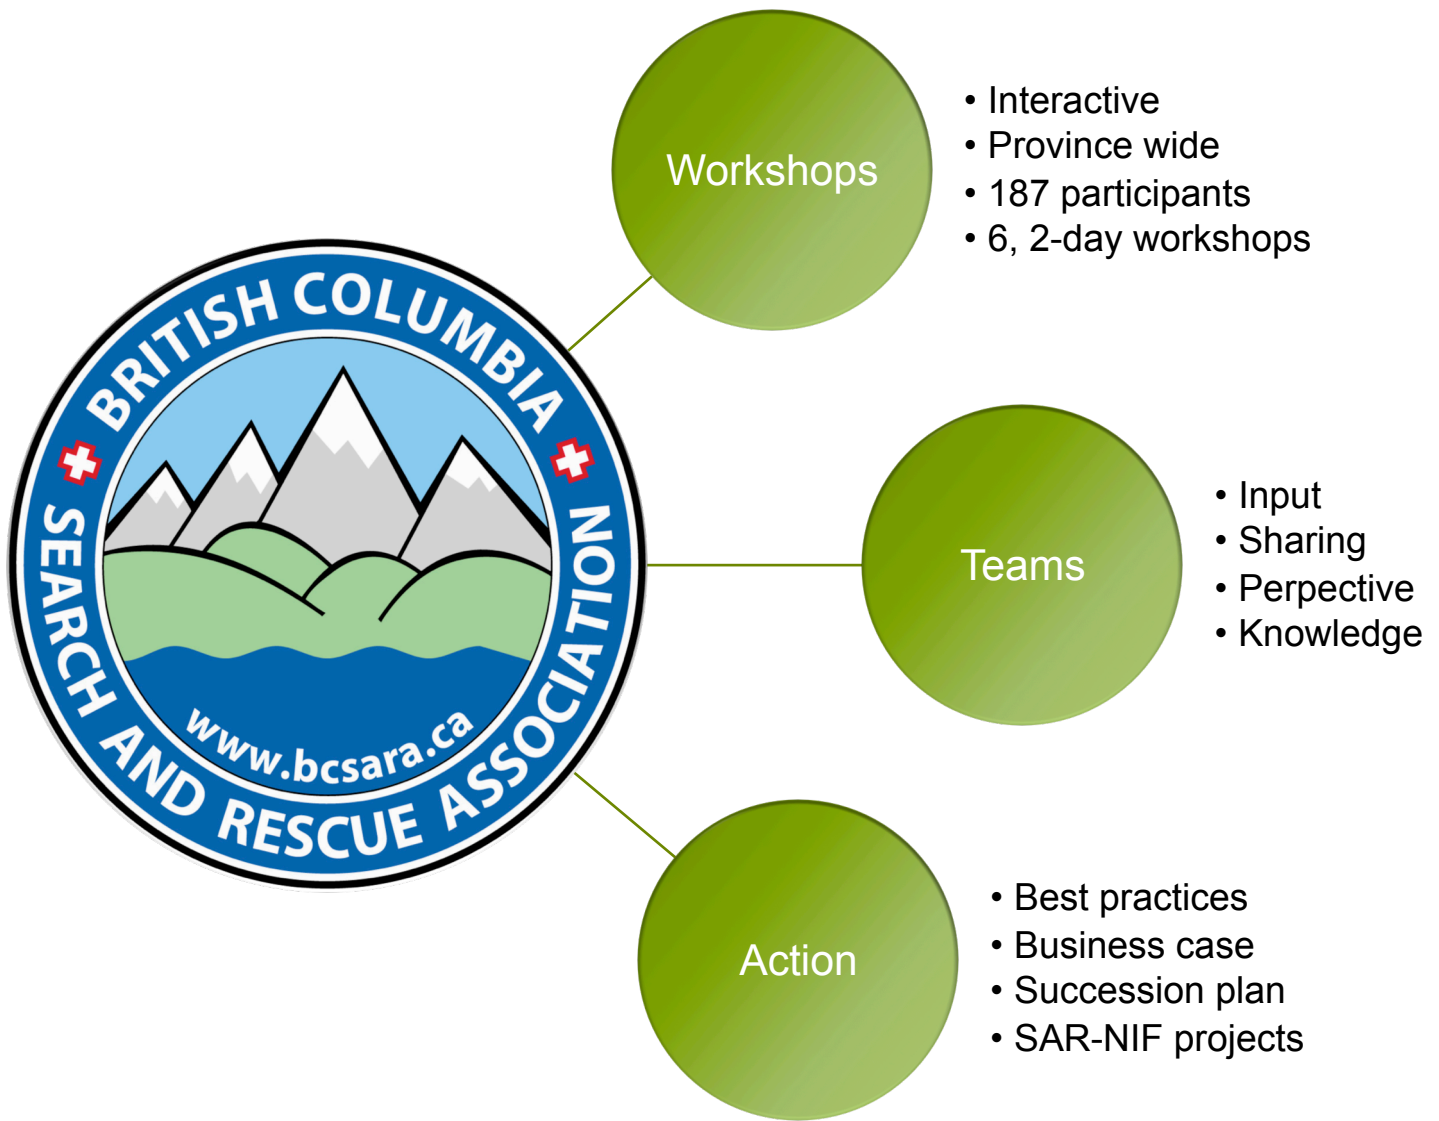 BRITISH COLUMBIA
SEARCH AND RESCUE ASSOCIATION
www.bcsara.ca
Workshops
• Interactive
• Province wide
• 187 participants
• 6, 2-day workshops
Teams
• Input
• Sharing
• Perpective
• Knowledge
Action
• Best practices
• Business case
• Succession plan
• SAR-NIF projects